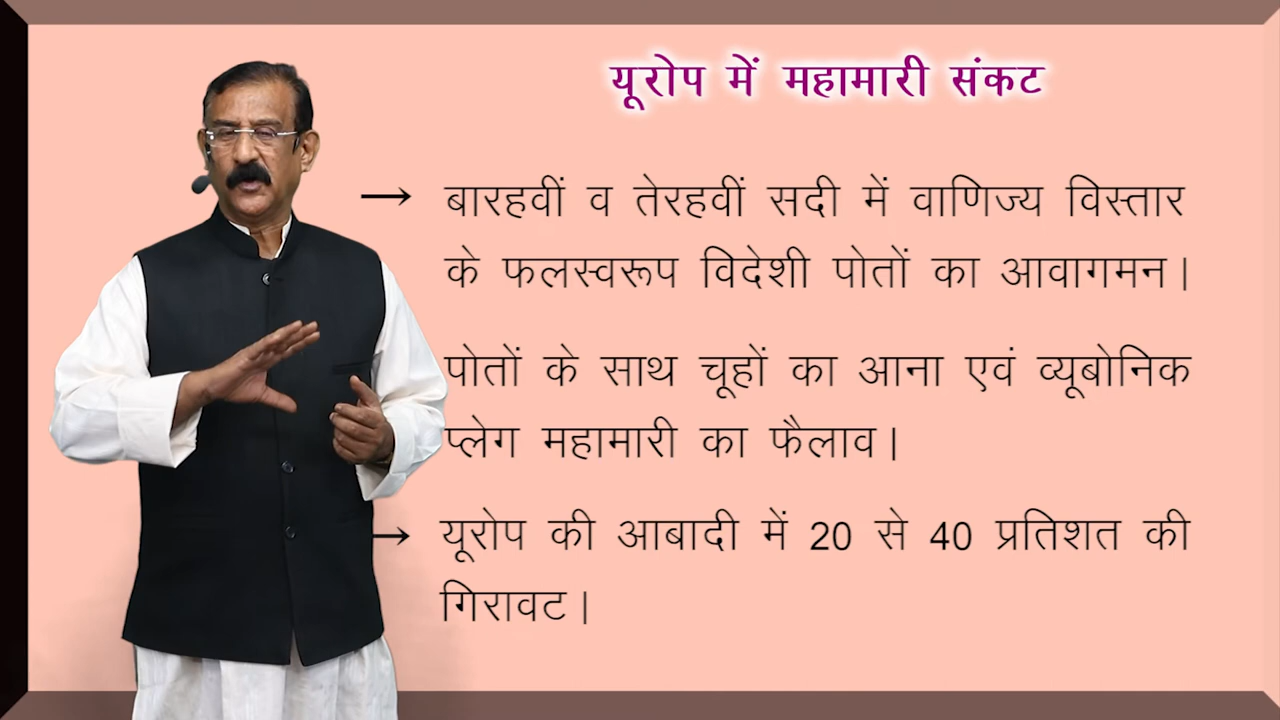 यूरोप में महामारी संकट
→ बारहवीं व तेरहवीं सदी में वाणिज्य विस्तार
के फलस्वरूप विदेशी पोतों का आवागमन।
पोतों के साथ चूहों का आना एवं व्यूबोनिक
प्लेग महामारी का फैलाव।
→ यूरोप की आबादी में 20 से 40 प्रतिशत की
गिरावट।